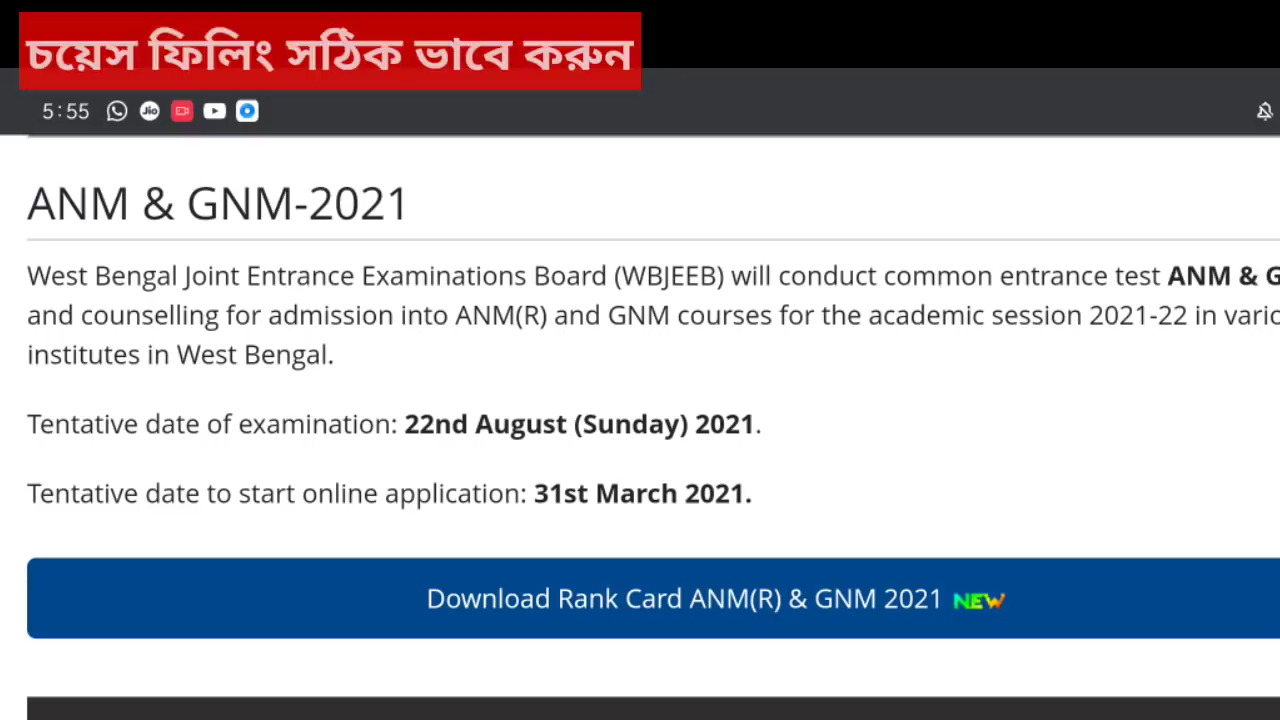 চয়েস ফিলিং সঠিক ভাবে করুন
5:55 Jio
ANM & GNM-2021
West Bengal Joint Entrance Examinations Board (WBJEEB) will conduct common entrance test ANM & G
and counselling for admission into ANM(R) and GNM courses for the academic session 2021-22 in vario
institutes in West Bengal.
Tentative date of examination: 22nd August (Sunday) 2021.
Tentative date to start online application: 31st March 2021.
Download Rank Card ANM(R) & GNM 2021 NEW